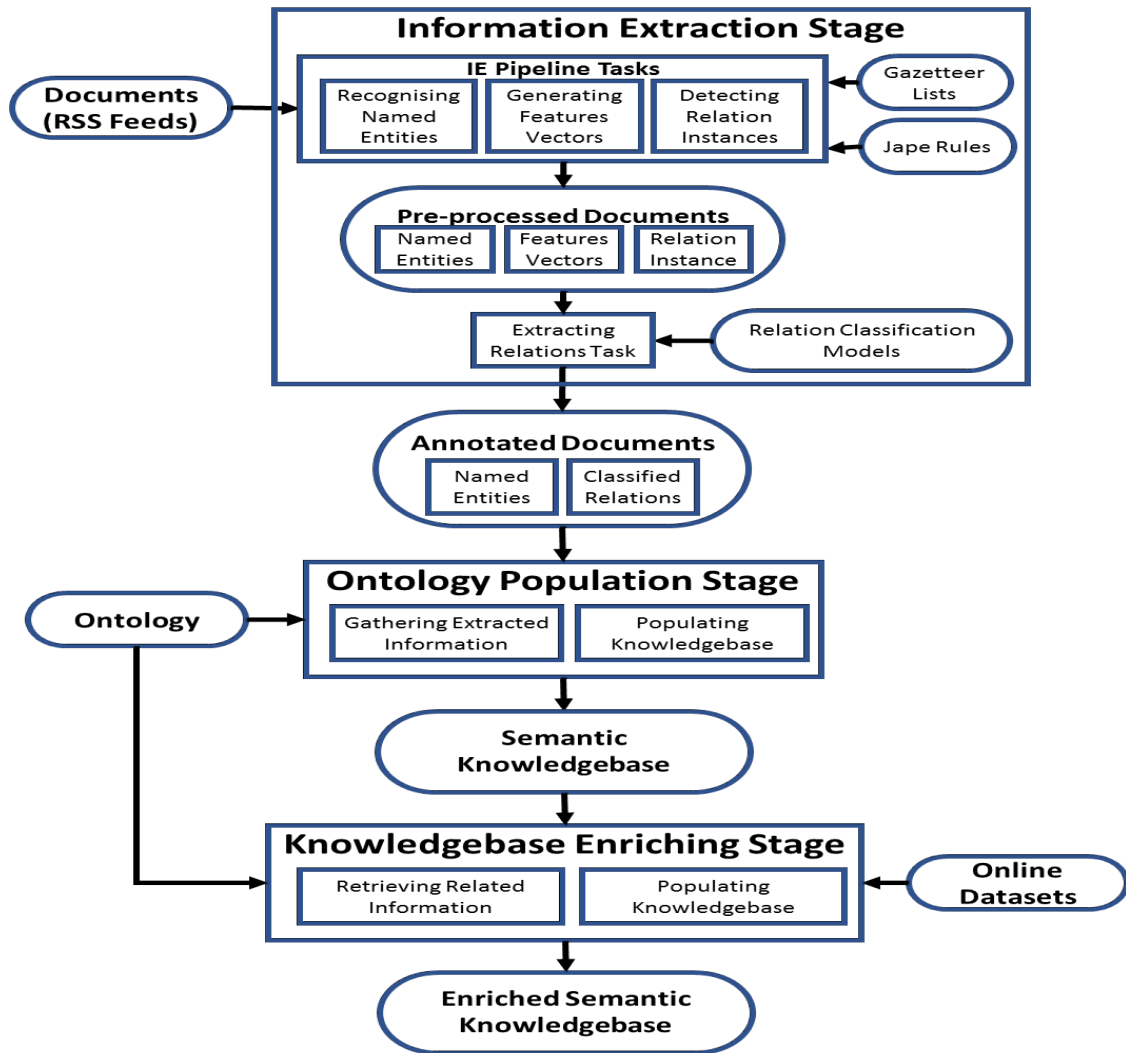 Information Extraction Stage
IE Pipeline Tasks
Documents
(RSS Feeds)
Recognising
Named
Entities
Generating
Features
Vectors
Detecting
Relation
Instances
Gazetteer
Lists
Jape Rules
Pre-processed Documents
Named
Entities
Features
Vectors
Relation
Instance
Extracting
Relations Task
Relation Classification
Models
Annotated Documents
Named
Entities
Classified
Relations
Ontology Population Stage
Ontology
Gathering Extracted
Information
Populating
Knowledgebase
Semantic
Knowledgebase
Knowledgebase Enriching Stage
Retrieving Related
Information
Populating
Knowledgebase
Online
Datasets
Enriched Semantic
Knowledgebase